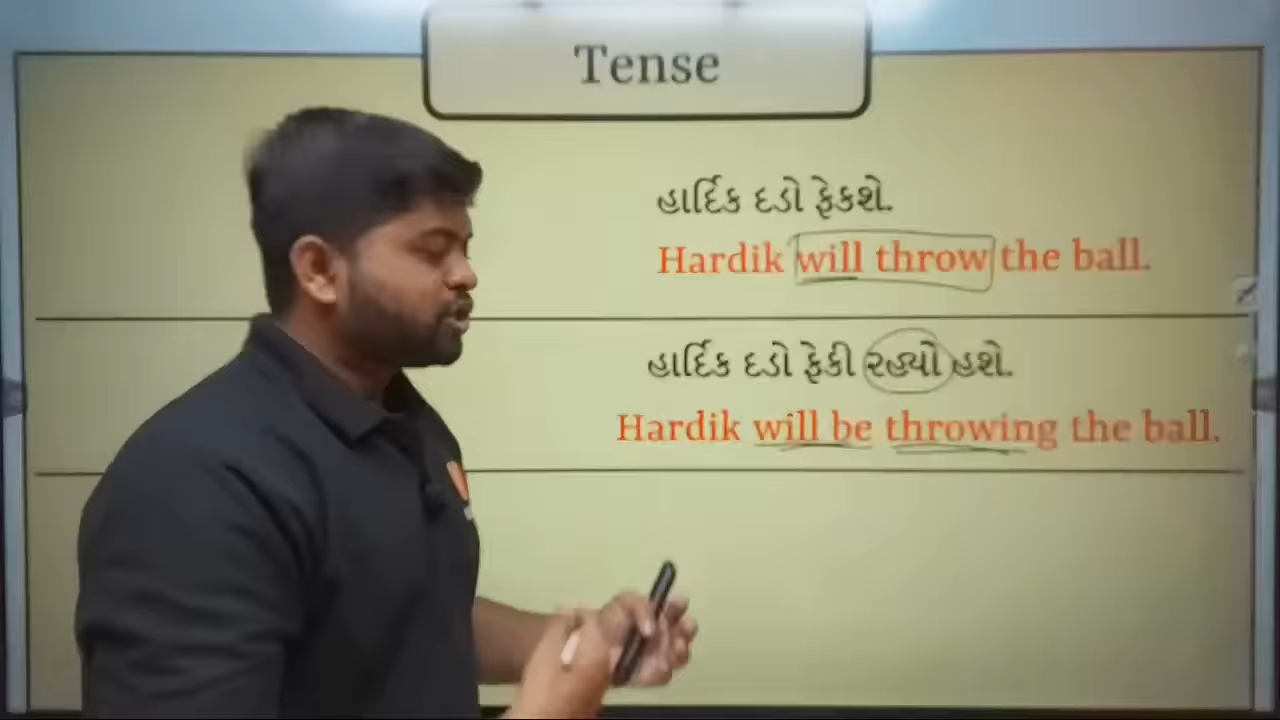 Tense
હાર્દિક દડો ફેકશે.
Hardik will throw the ball.
હાર્દિક દડો ફેકી રહ્યો હશે.
Hardik will be throwing the ball.